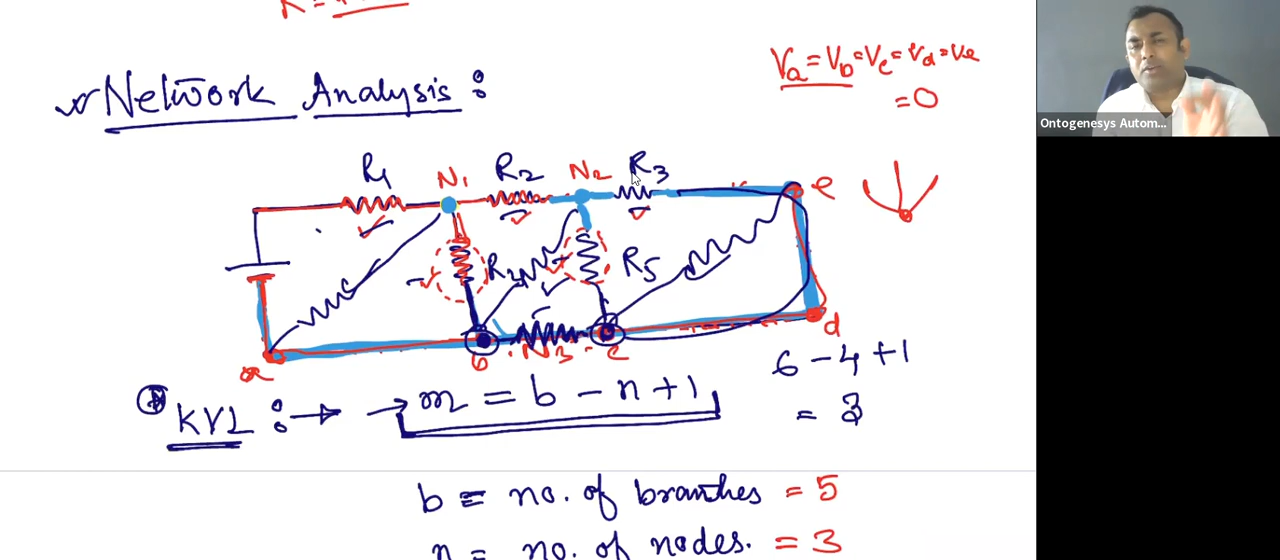 Network Analysis :
Va = Vb = Vc = Vd = Ve
= 0
Ontogenesys Autom...
R1
N1
R2
N2
R3
e
R5
a
b
N3
d
6 - 4 + 1
= 3
KVL : → → m = b - n + 1
b = no. of branches = 5
n = no. of nodes. = 3